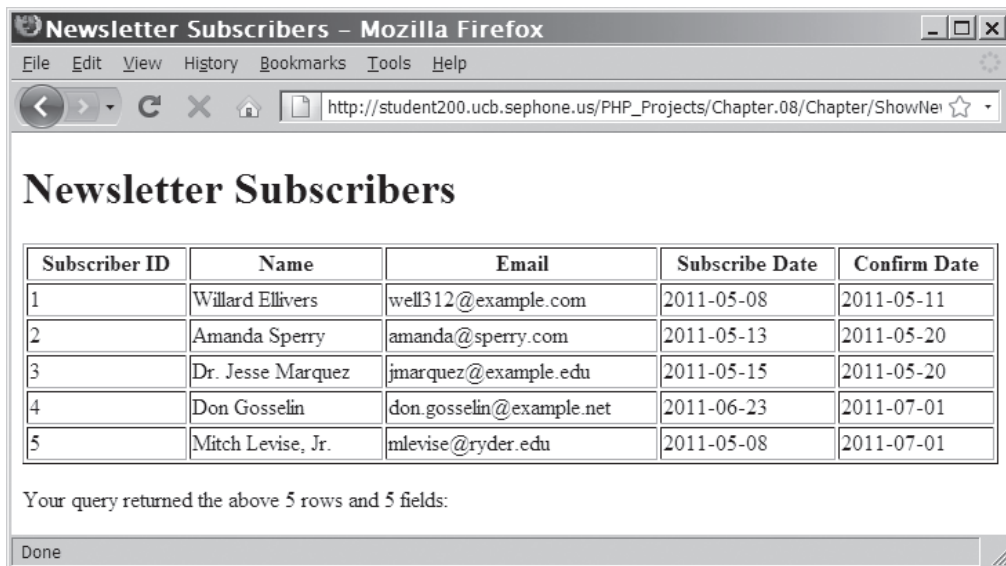 Newsletter Subscribers – Mozilla Firefox
File Edit View History Bookmarks Tools Help
http://student200.ucb.sephone.us/PHP_Projects/Chapter.08/Chapter/ShowNe
Newsletter Subscribers
Subscriber ID Name Email Subscribe Date Confirm Date
1 Willard Ellivers well312@example.com 2011-05-08 2011-05-11
2 Amanda Sperry amanda@sperry.com 2011-05-13 2011-05-20
3 Dr. Jesse Marquez jmarquez@example.edu 2011-05-15 2011-05-20
4 Don Gosselin don.gosselin@example.net 2011-06-23 2011-07-01
5 Mitch Levise, Jr. mlevise@ryder.edu 2011-05-08 2011-07-01
Your query returned the above 5 rows and 5 fields:
Done